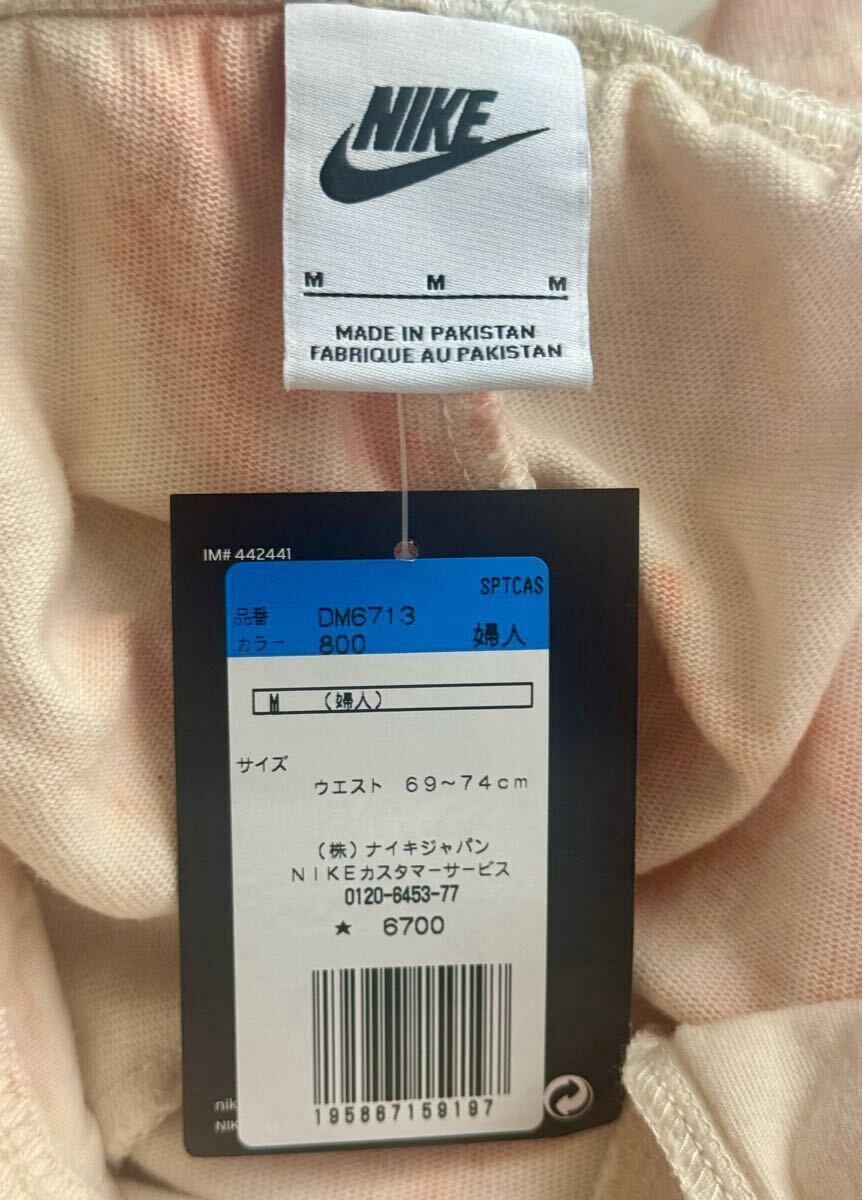 NIKE
M M M
MADE IN PAKISTAN
FABRIQUE AU PAKISTAN
IM# 442441
SPTCAS
品番 DM6713
カラー 800 婦人
M (婦人)
サイズ
ウエスト 69~74cm
(株)ナイキジャパン
NIKEカスタマーサービス
0120-6453-77
★ 6700
195867159197
nik
NIK